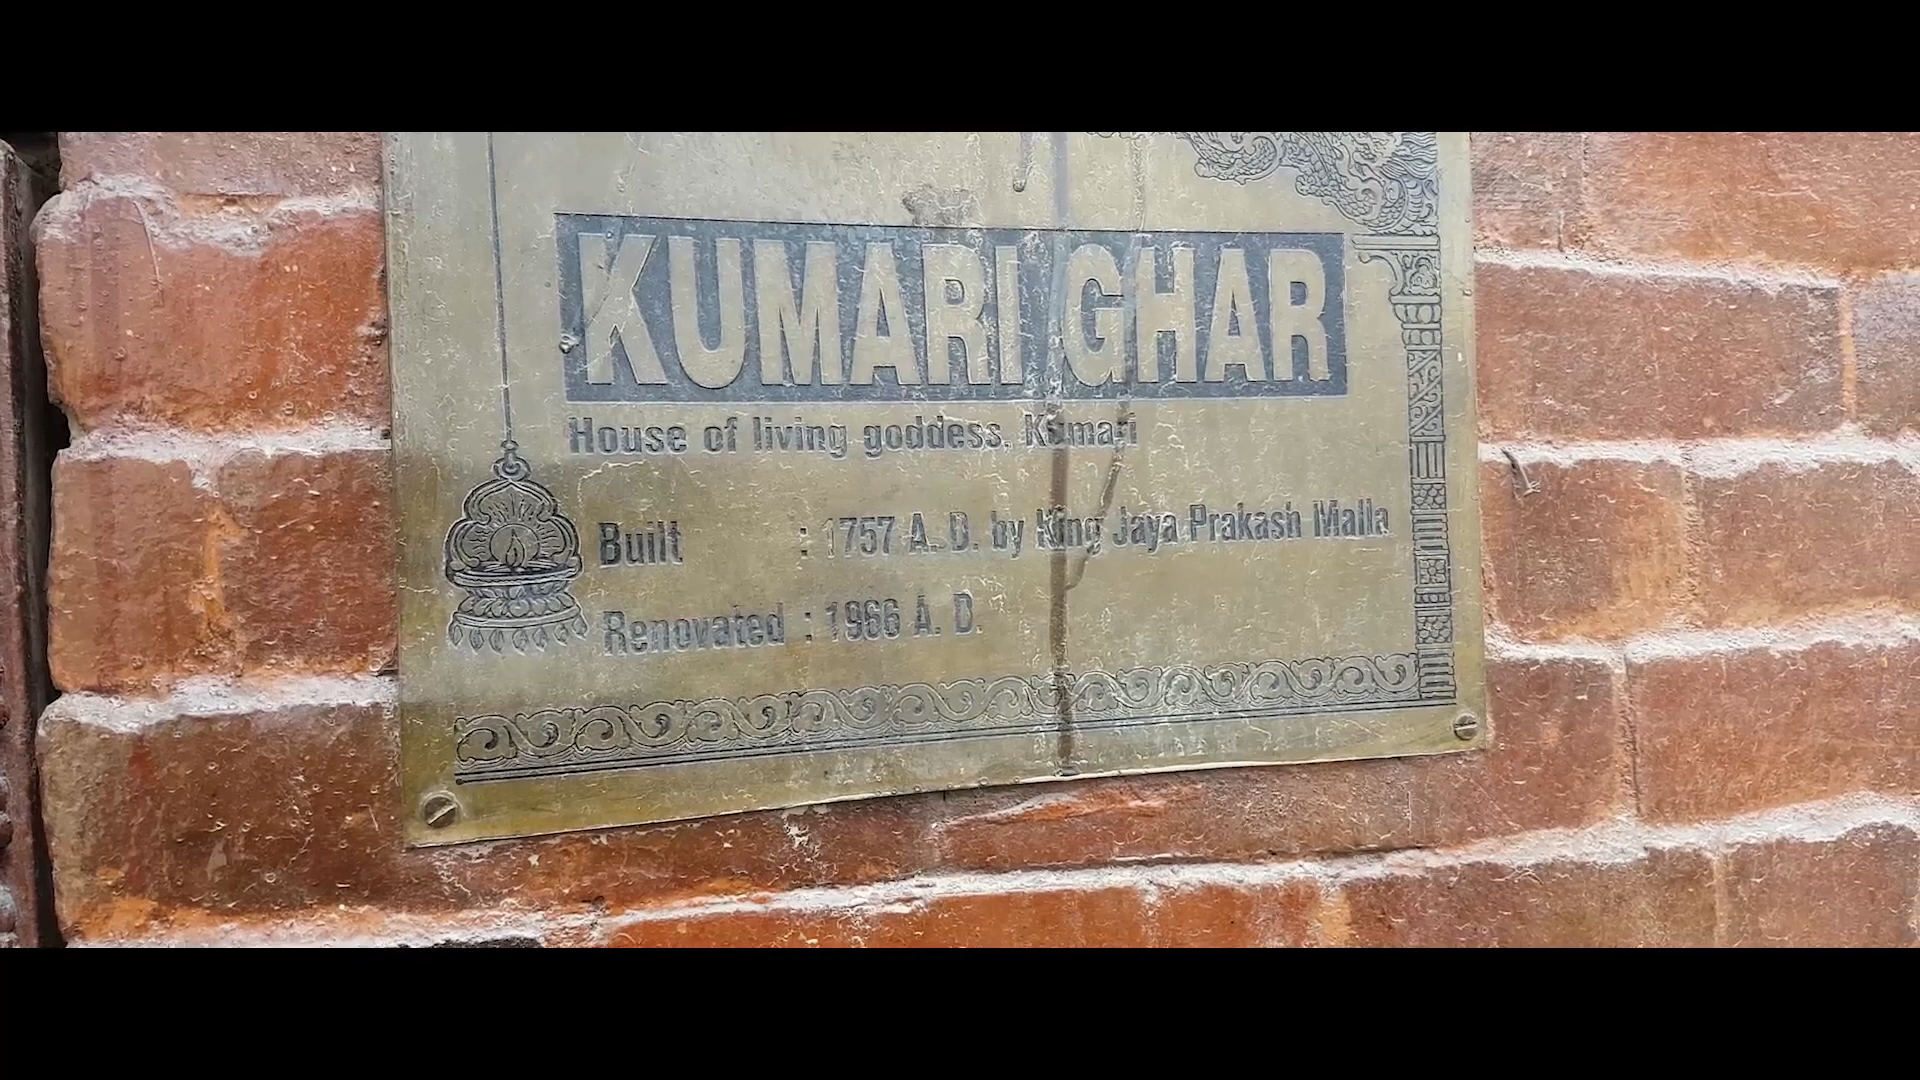 KUMARI GHAR
House of living goddess, Kumari
Built : 1757 A. D. by King Jaya Prakash Malla
Renovated : 1966 A. D.